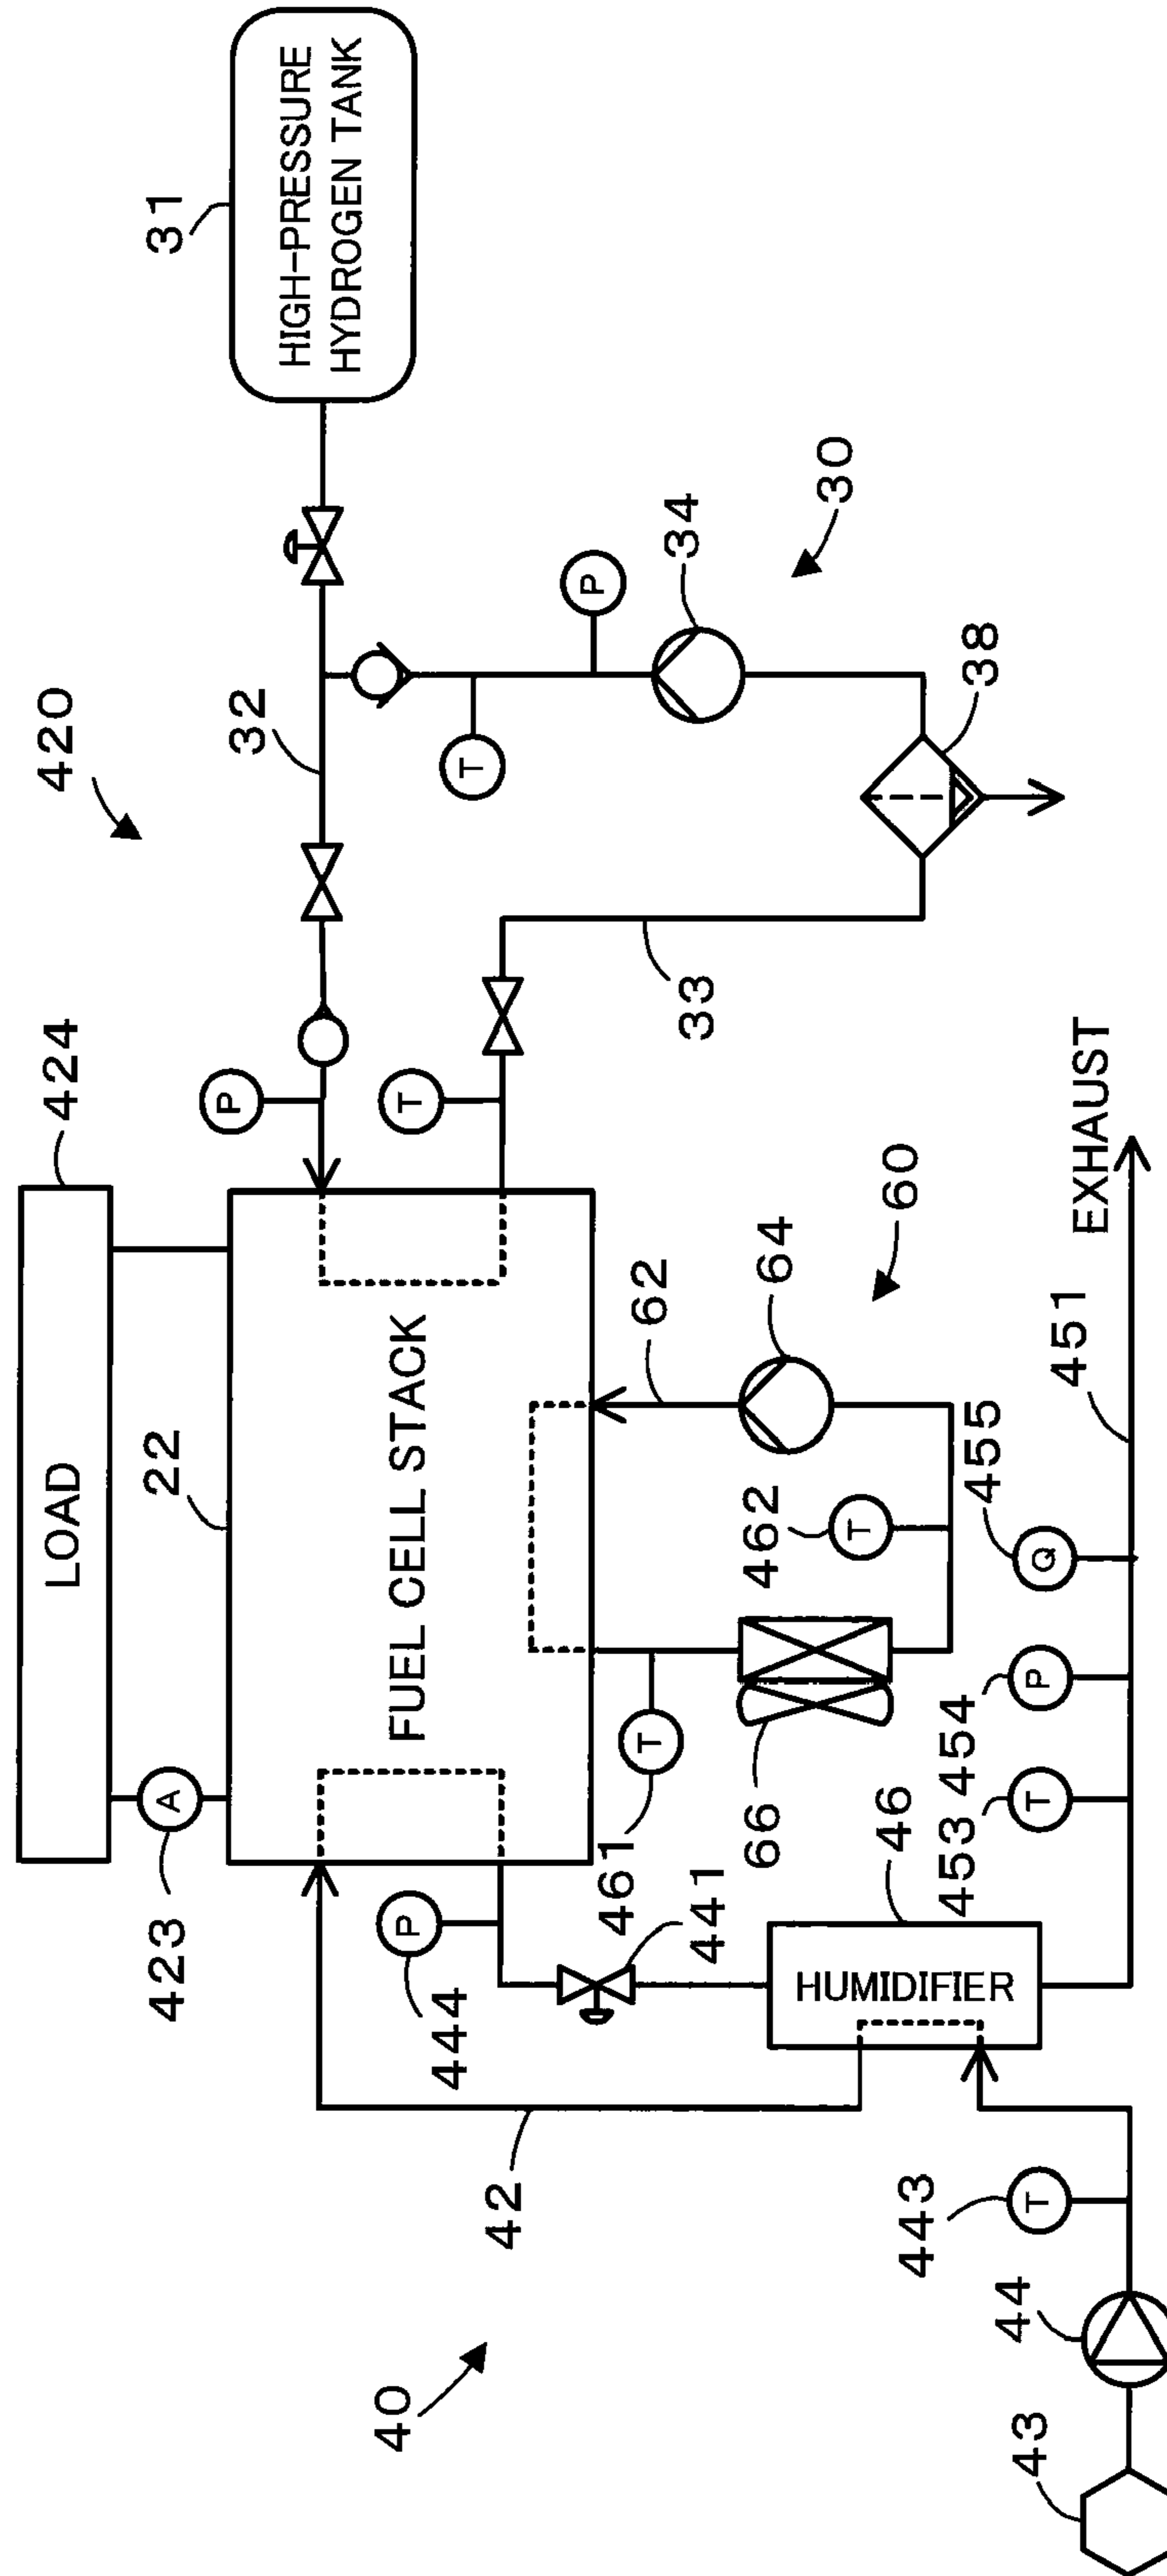 420
LOAD
424
31
HIGH-PRESSURE
HYDROGEN TANK
A
423
22
P
32
FUEL CELL STACK
T
P
444
T
P
34
30
T
461
62
33
441
66
64
60
38
42
462
T
40
HUMIDIFIER
46
443
T
453
T
454
P
455
Q
EXHAUST
451
44
43